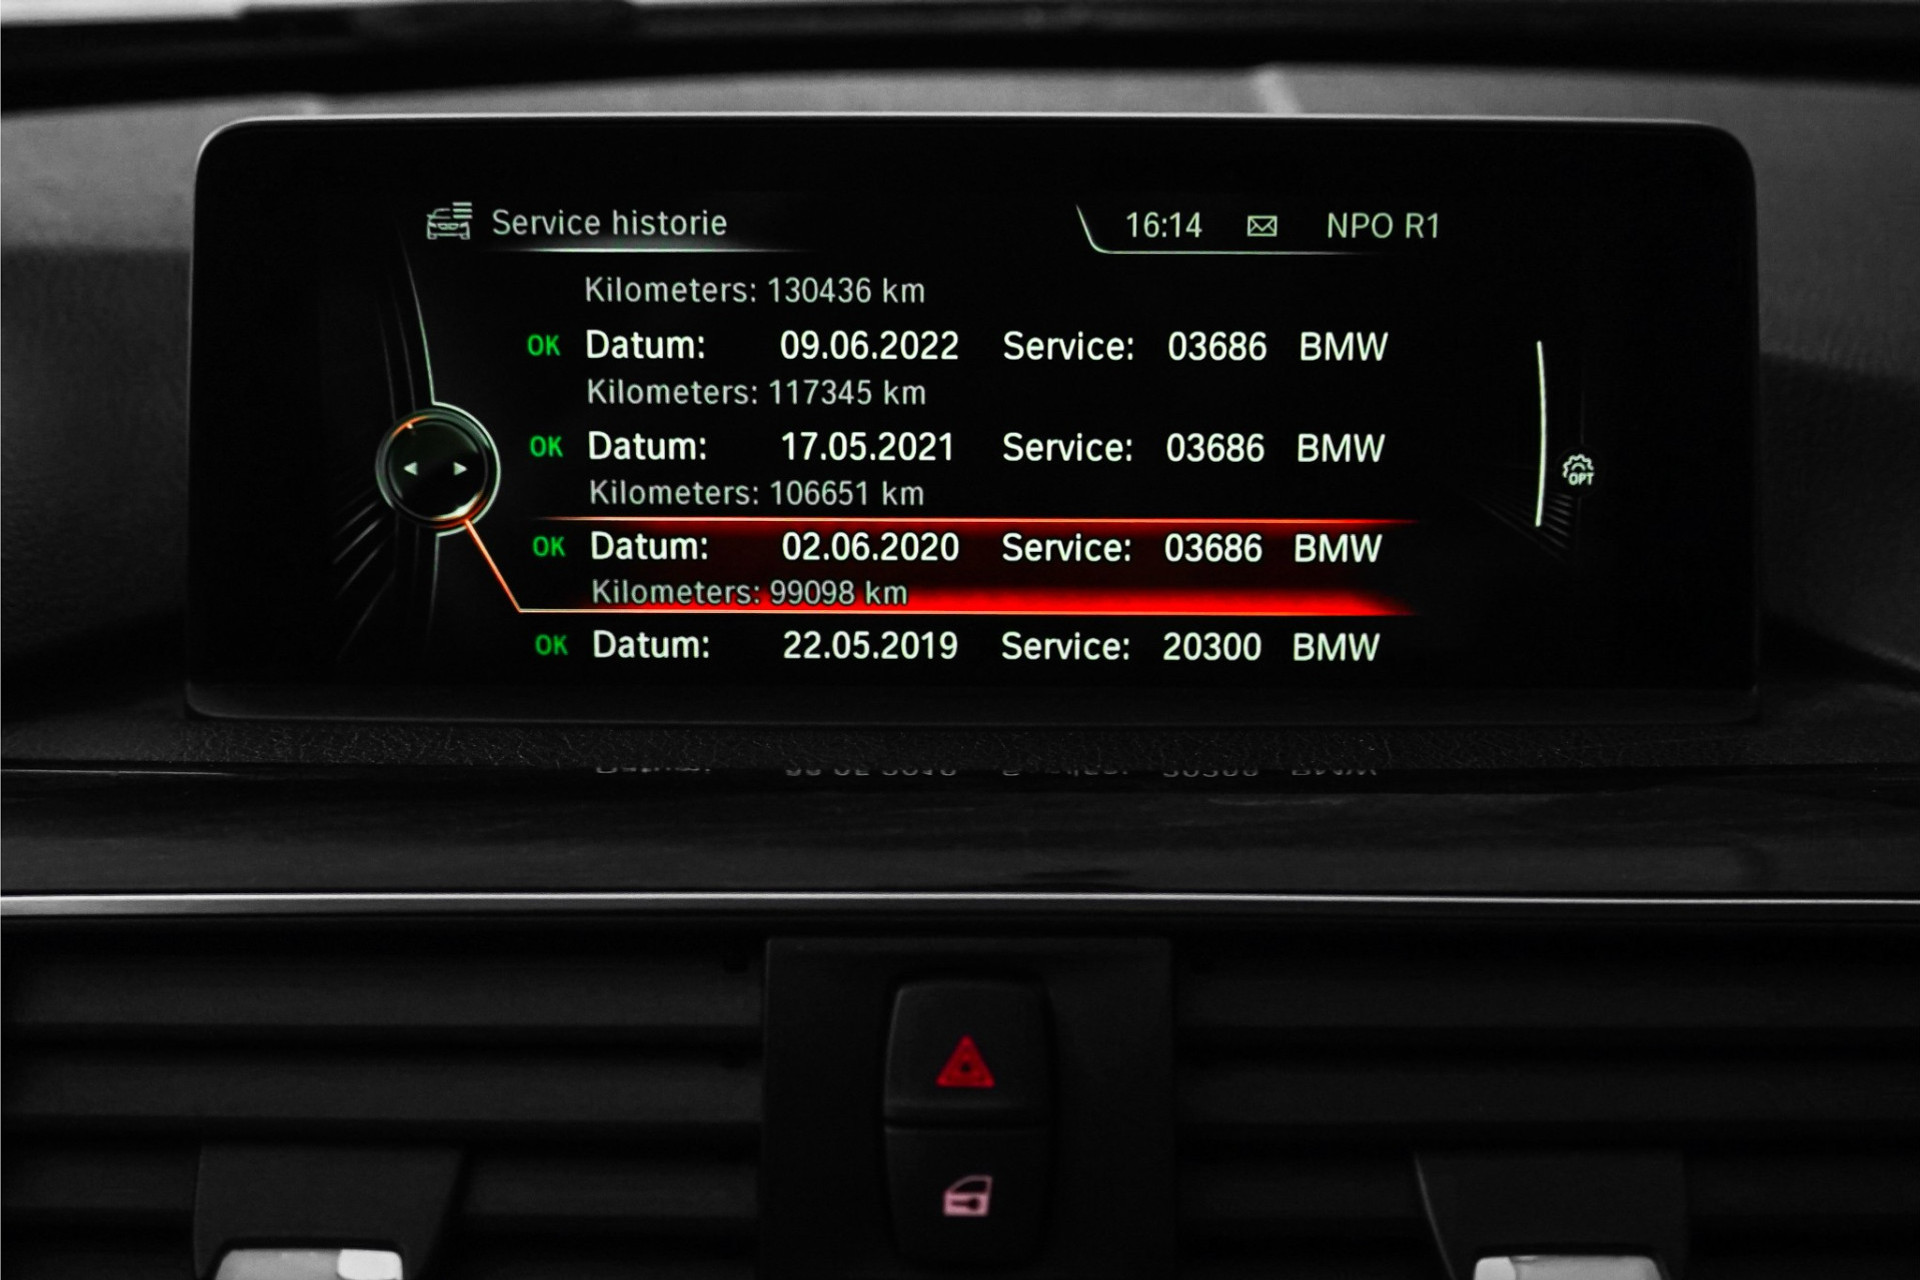 Service historie 16:14 NPO R1
Kilometers: 130436 km
OK Datum: 09.06.2022 Service: 03686 BMW
Kilometers: 117345 km
OK Datum: 17.05.2021 Service: 03686 BMW
Kilometers: 106651 km
OPT
OK Datum: 02.06.2020 Service: 03686 BMW
Kilometers: 99098 km
OK Datum: 22.05.2019 Service: 20300 BMW